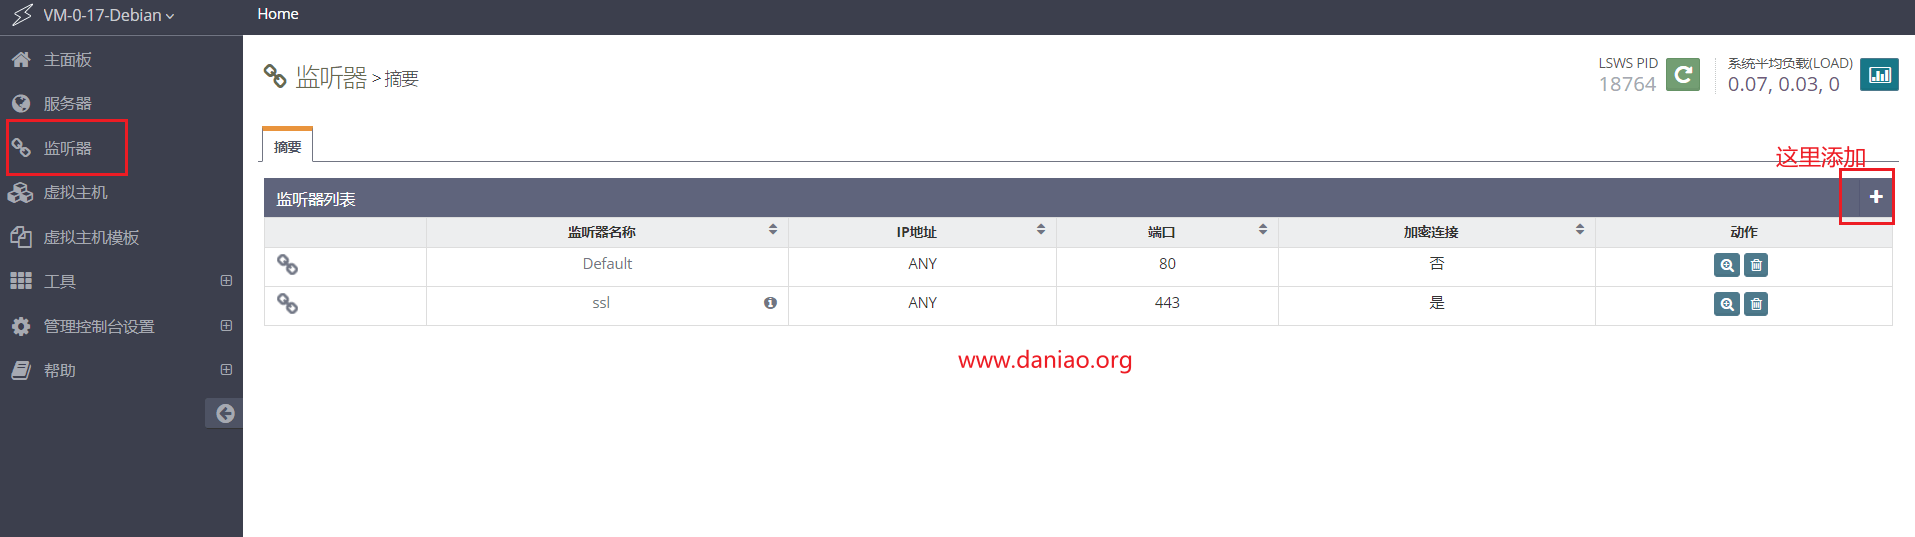 VM-0-17-Debian
Home
主面板
服务器
监听器
虚拟主机
虚拟主机模板
工具
管理控制台设置
帮助
监听器 > 摘要
LSWS PID
18764
系统平均负载(LOAD)
0.07, 0.03, 0
摘要
这里添加
监听器列表
监听器名称 IP地址 端口 加密连接 动作
Default ANY 80 否
ssl ANY 443 是
www.daniao.org